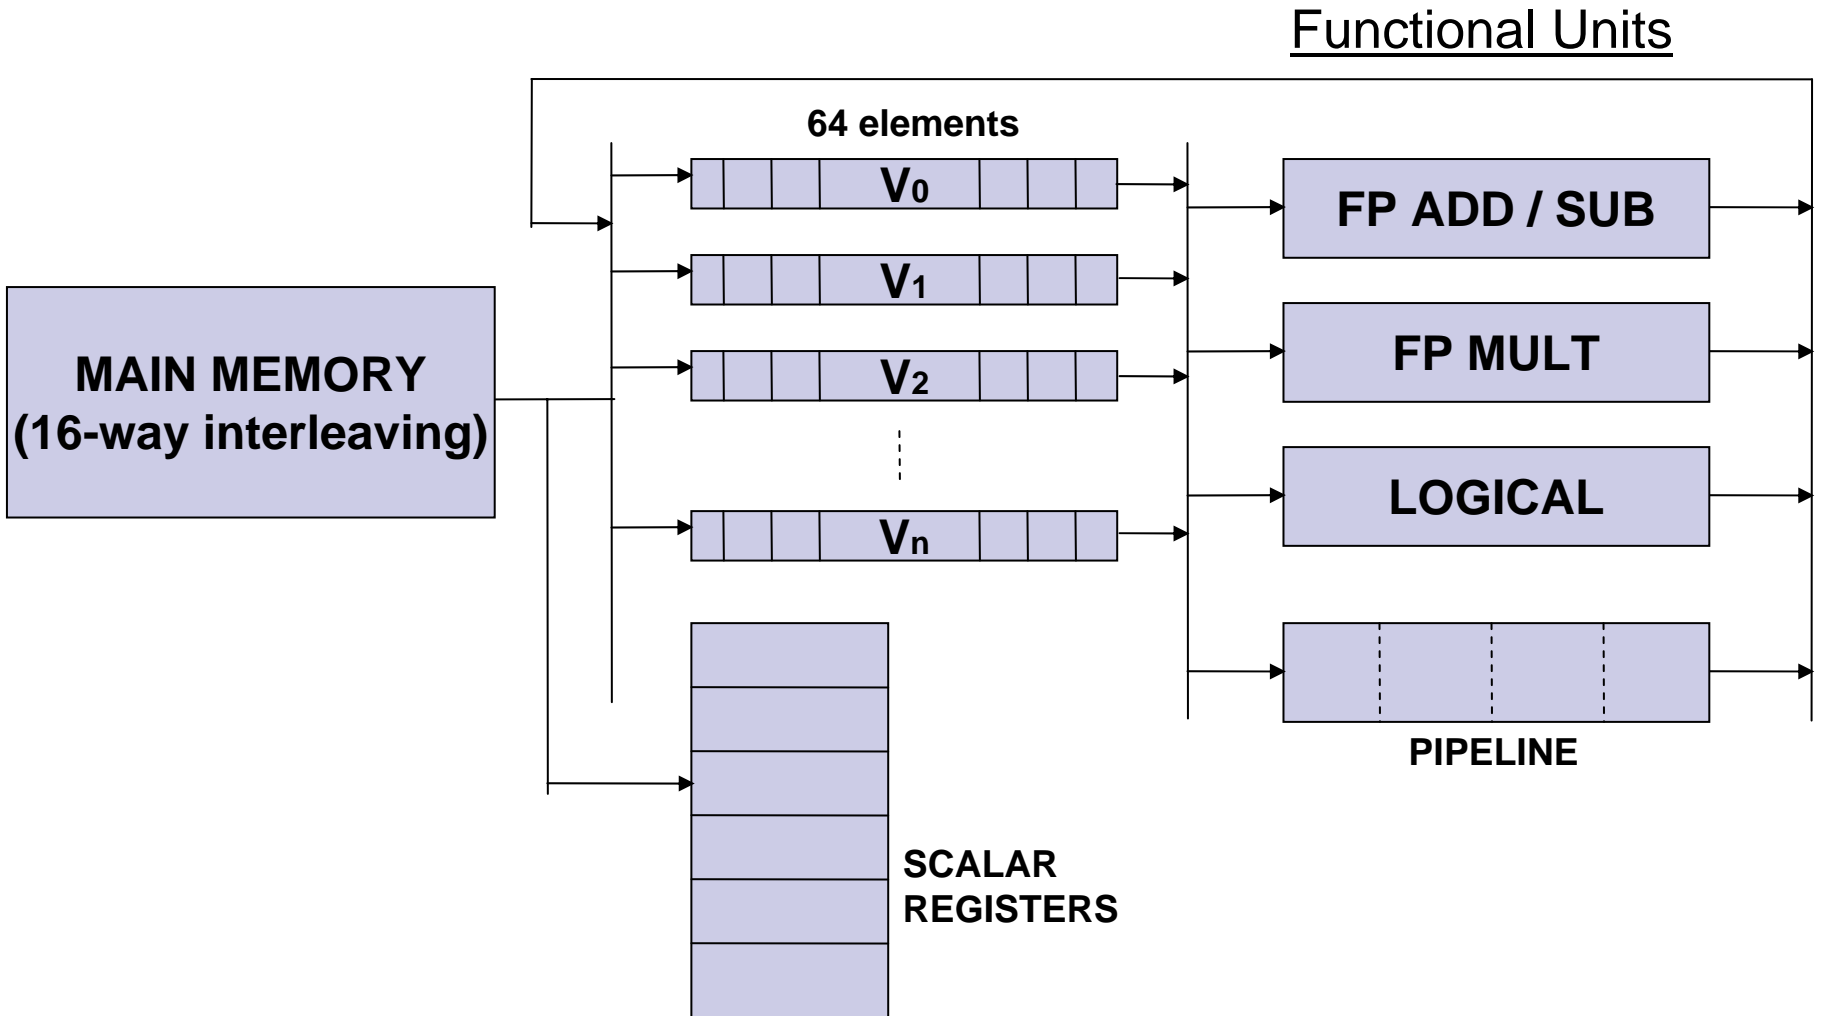 Functional Units
64 elements
V0
FP ADD / SUB
V1
MAIN MEMORY
(16-way interleaving)
FP MULT
V2
LOGICAL
Vn
PIPELINE
SCALAR
REGISTERS